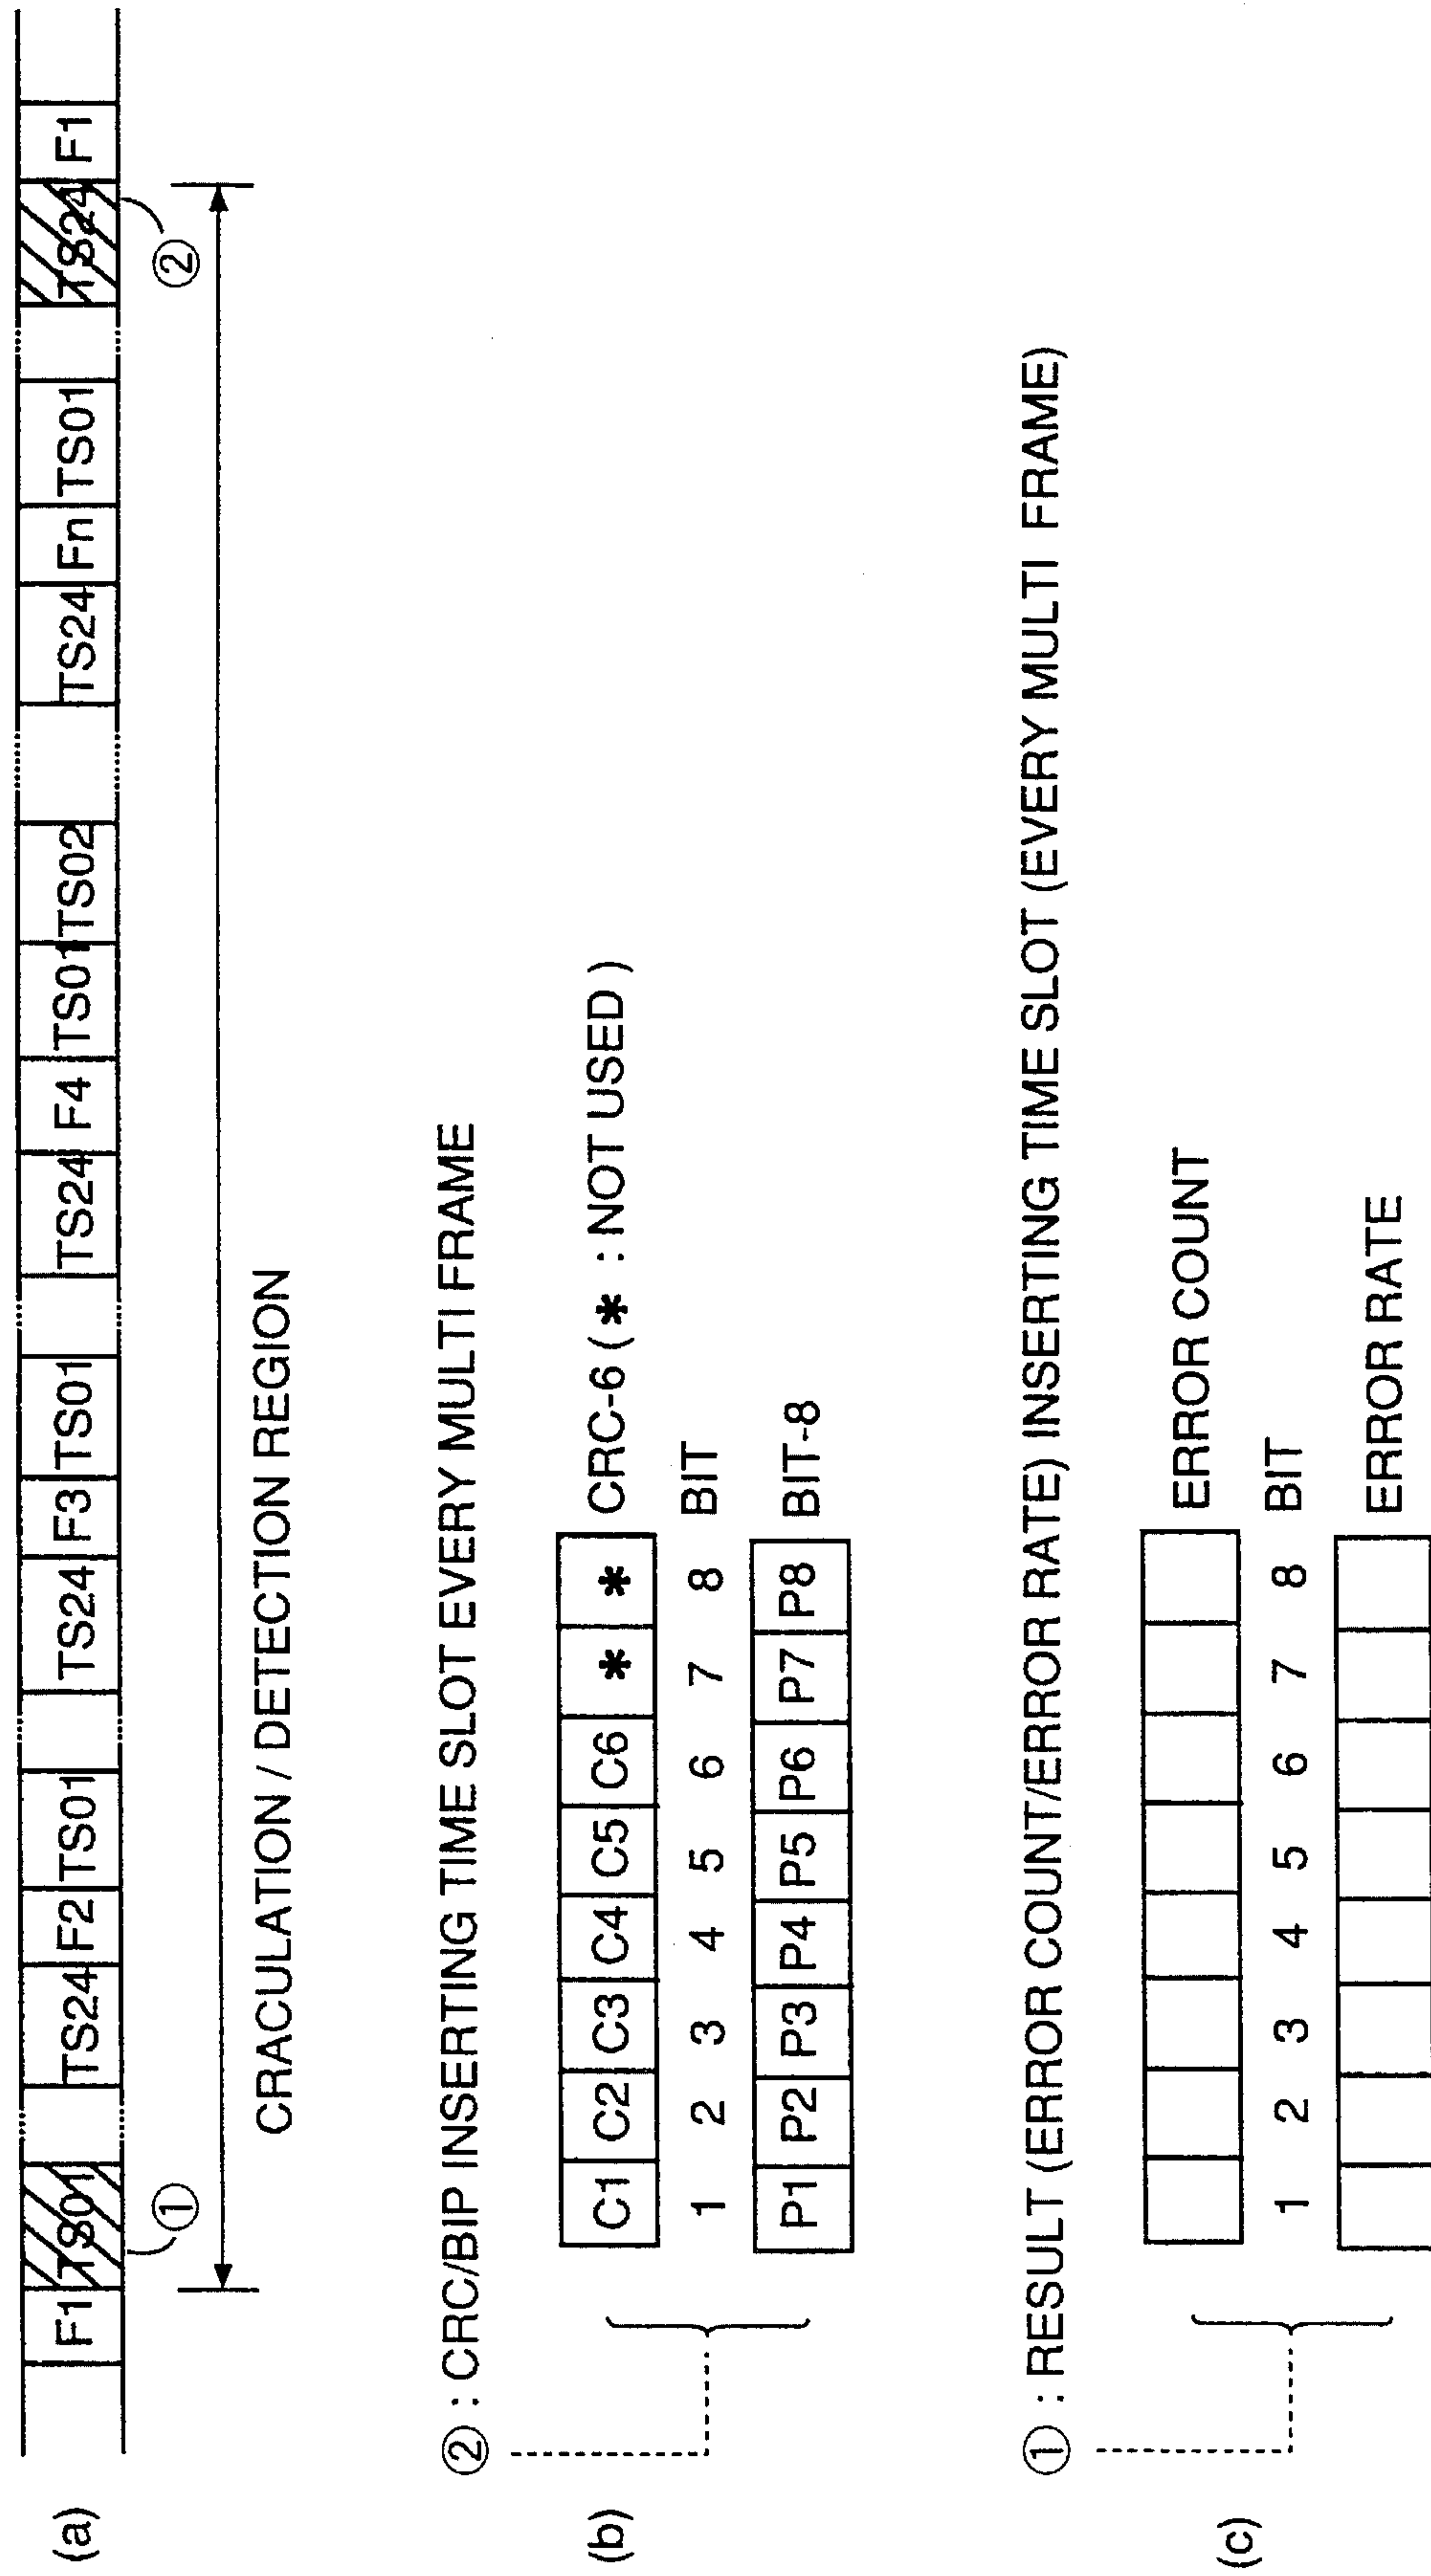 (a) F1 TS01 TS24 F2 TS01 TS24 F3 TS01 TS24 F4 TS01 TS02 TS24 Fn TS01 TS24 F1
① ②
CRACULATION / DETECTION REGION
② : CRC/BIP INSERTING TIME SLOT EVERY MULTI FRAME
(b)
C1 C2 C3 C4 C5 C6 * * CRC-6 ( * : NOT USED )
1 2 3 4 5 6 7 8 BIT
P1 P2 P3 P4 P5 P6 P7 P8 BIT-8
① : RESULT (ERROR COUNT/ERROR RATE) INSERTING TIME SLOT (EVERY MULTI FRAME)
(c)
ERROR COUNT
1 2 3 4 5 6 7 8 BIT
ERROR RATE